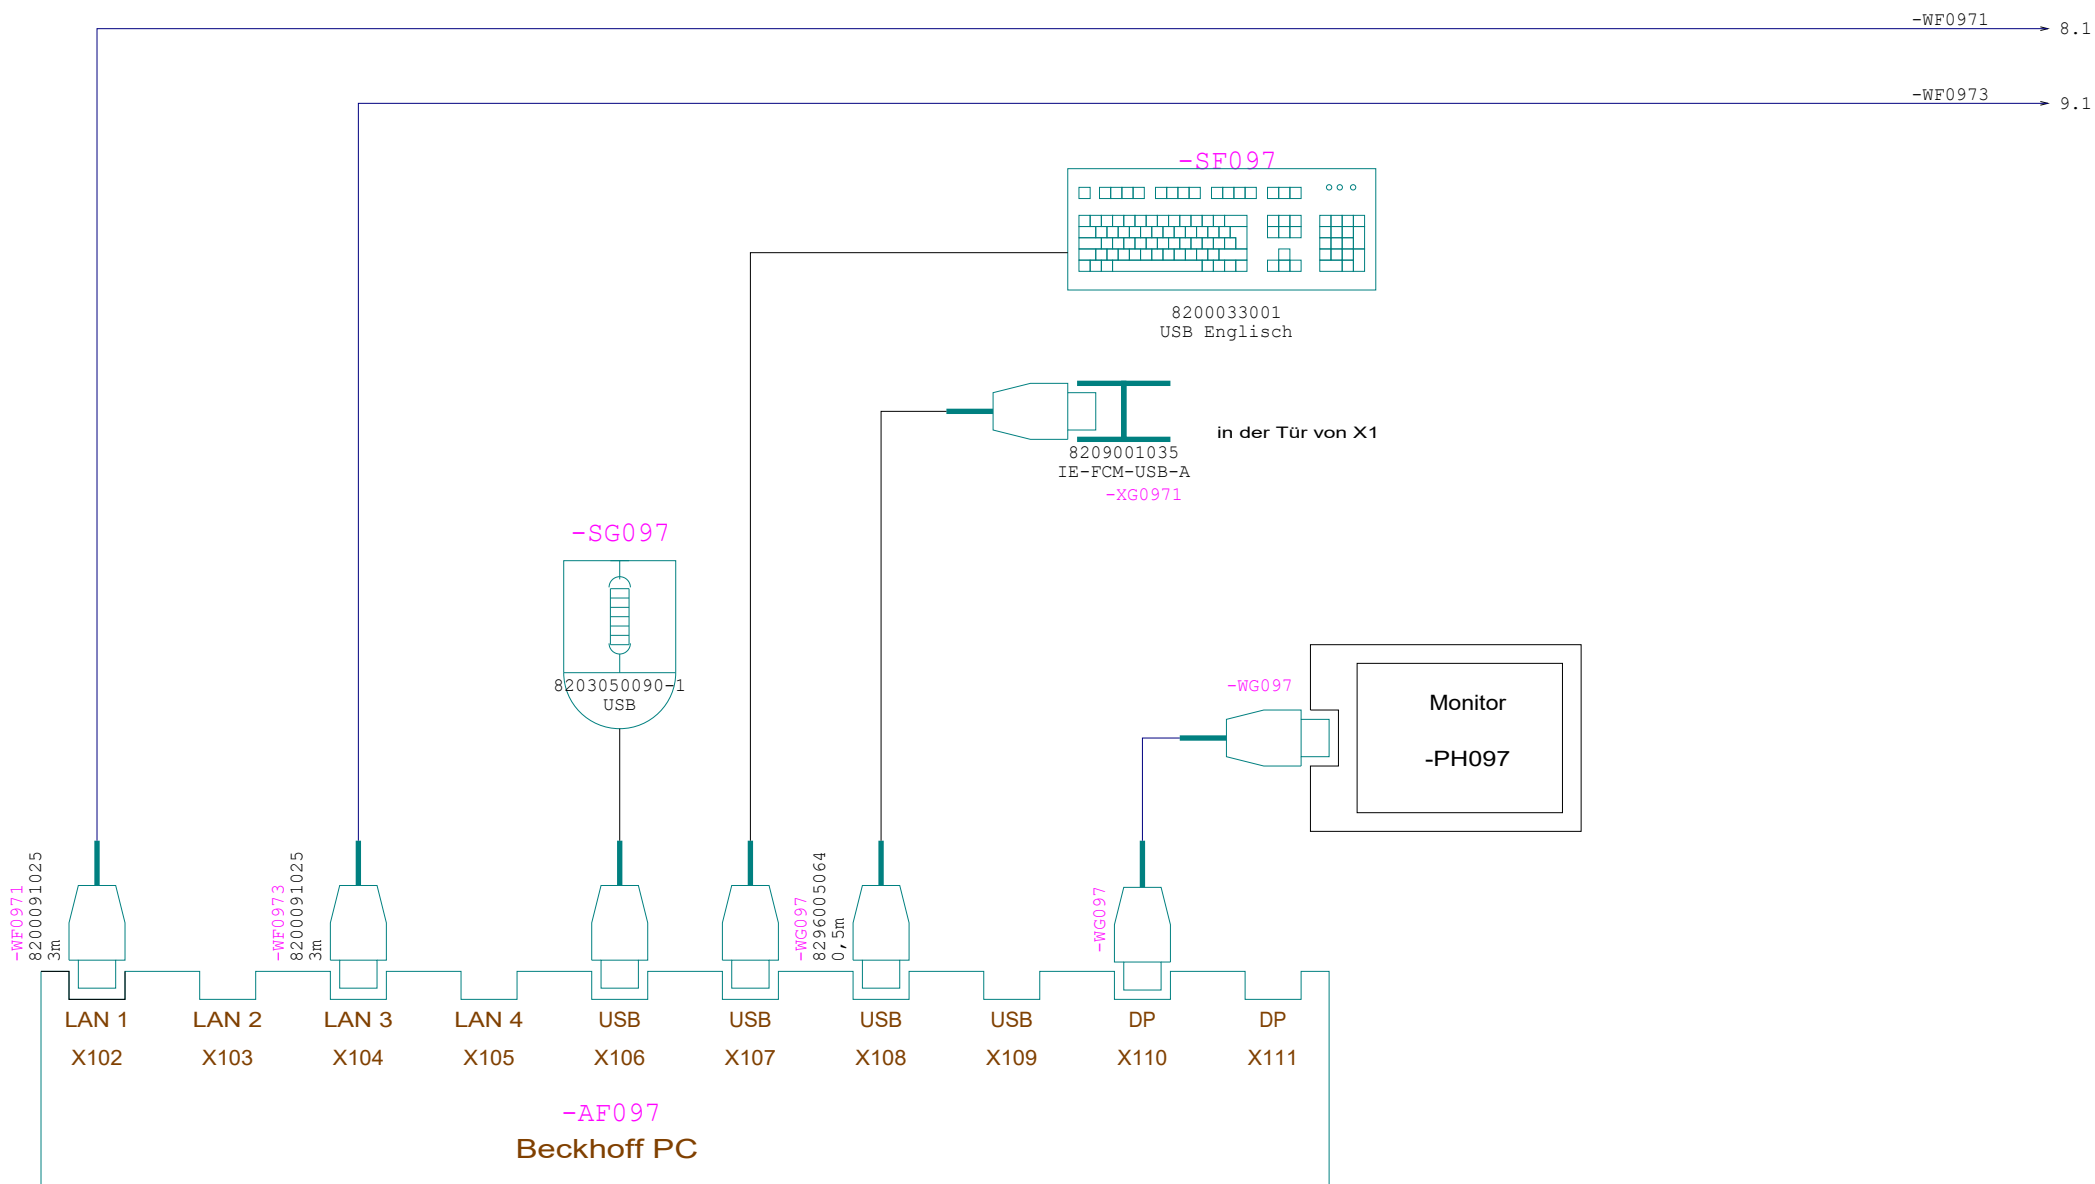 -WF0971
8.1
-WF0973
9.1
-SF097
8200033001
USB Englisch
in der Tür von X1
8209001035
IE-FCM-USB-A
-XG0971
-SG097
8203050090-1
USB
-WG097
Monitor
-PH097
-WF0971
8200091025
3m
-WF0973
8200091025
3m
-WG097
8296005064
0,5m
-WG097
LAN 1 LAN 2 LAN 3 LAN 4 USB USB USB USB DP DP
X102 X103 X104 X105 X106 X107 X108 X109 X110 X111
-AF097
Beckhoff PC